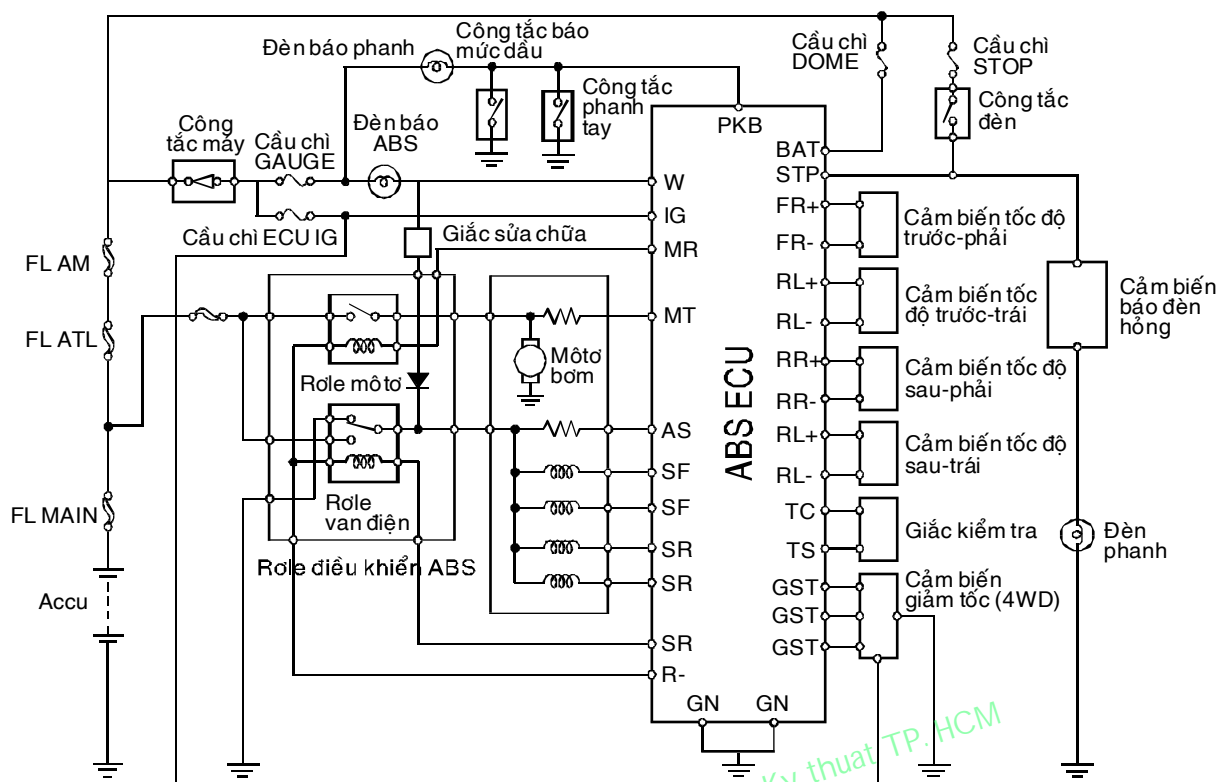 Đèn báo phanh
Công tắc báo
mức dầu
Cầu chì
DOME
Cầu chì
STOP
Công tắc
phanh
tay
Công tắc
đèn
PKB
Công
tắc máy
Cầu chì
GAUGE
Đèn báo
ABS
BAT
STP
W
IG
MR
MT
AS
SF
SF
SR
SR
SR
R-
FR+
FR-
RL+
RL-
RR+
RR-
RL+
RL-
TC
TS
GST
GST
GST
GN
GN
ABS ECU
Cầu chì ECU IG
Giắc sửa chữa
FL AM
FL ATL
FL MAIN
Accu
Rơle môtơ
Môtơ
bơm
Rơle
van điện
Rơle điều khiển ABS
Cảm biến tốc độ
trước-phải
Cảm biến tốc
độ trước-trái
Cảm biến tốc độ
sau-phải
Cảm biến tốc độ
sau-trái
Giắc kiểm tra
Cảm biến
giảm tốc (4WD)
Cảm biến
báo đèn
hỏng
Đèn
phanh
Ky thuat TP. HCM